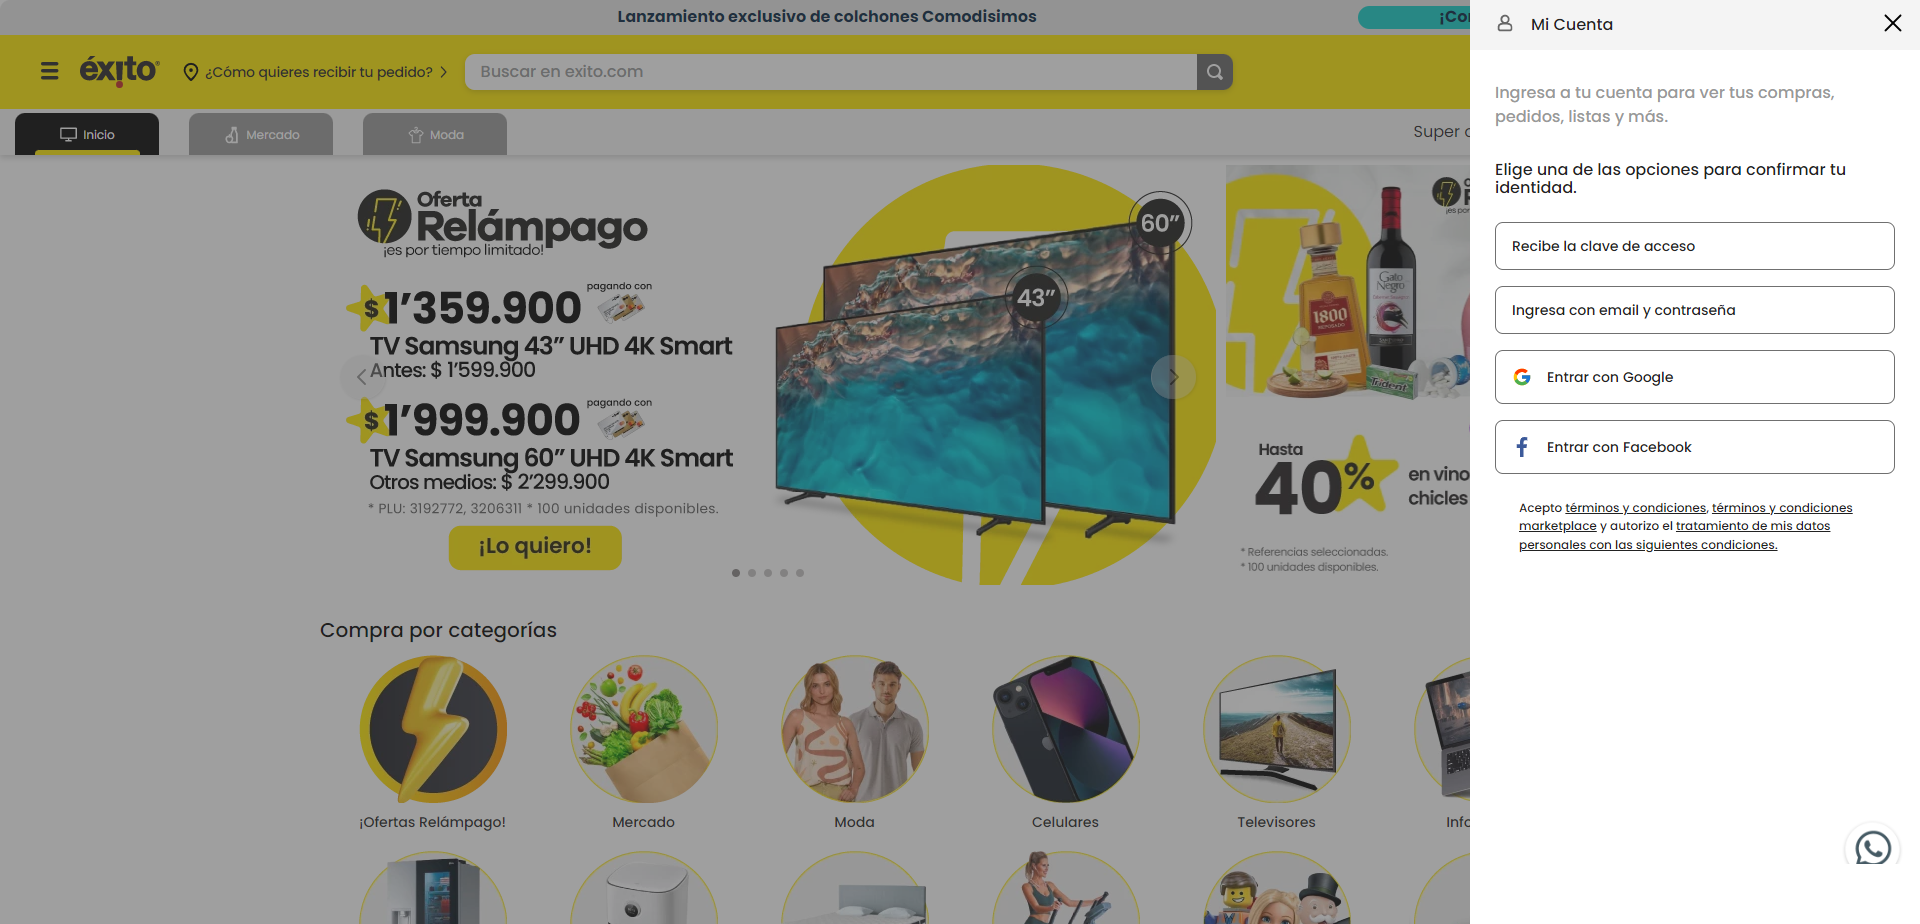 Lanzamiento exclusivo de colchones Comodisimos
éxito
¿Cómo quieres recibir tu pedido?
Buscar en exito.com
Inicio
Mercado
Moda
Super
Oferta
Relámpago
¡es por tiempo limitado!
$1'359.900
pagando con
TV Samsung 43” UHD 4K Smart
Antes: $ 1'599.900
$1'999.900
pagando con
TV Samsung 60” UHD 4K Smart
Otros medios: $ 2'299.900
* PLU: 3192772, 3206311 * 100 unidades disponibles.
¡Lo quiero!
60”
43”
1800
Gato
Negro
Trident
Hasta
40%
en vino
chicles
* Referencias seleccionadas.
* 100 unidades disponibles.
Compra por categorías
¡Ofertas Relámpago!
Mercado
Moda
Celulares
Televisores
Mi Cuenta
Ingresa a tu cuenta para ver tus compras,
pedidos, listas y más.
Elige una de las opciones para confirmar tu
identidad.
Recibe la clave de acceso
Ingresa con email y contraseña
Entrar con Google
Entrar con Facebook
Acepto términos y condiciones, términos y condiciones
marketplace y autorizo el tratamiento de mis datos
personales con las siguientes condiciones.